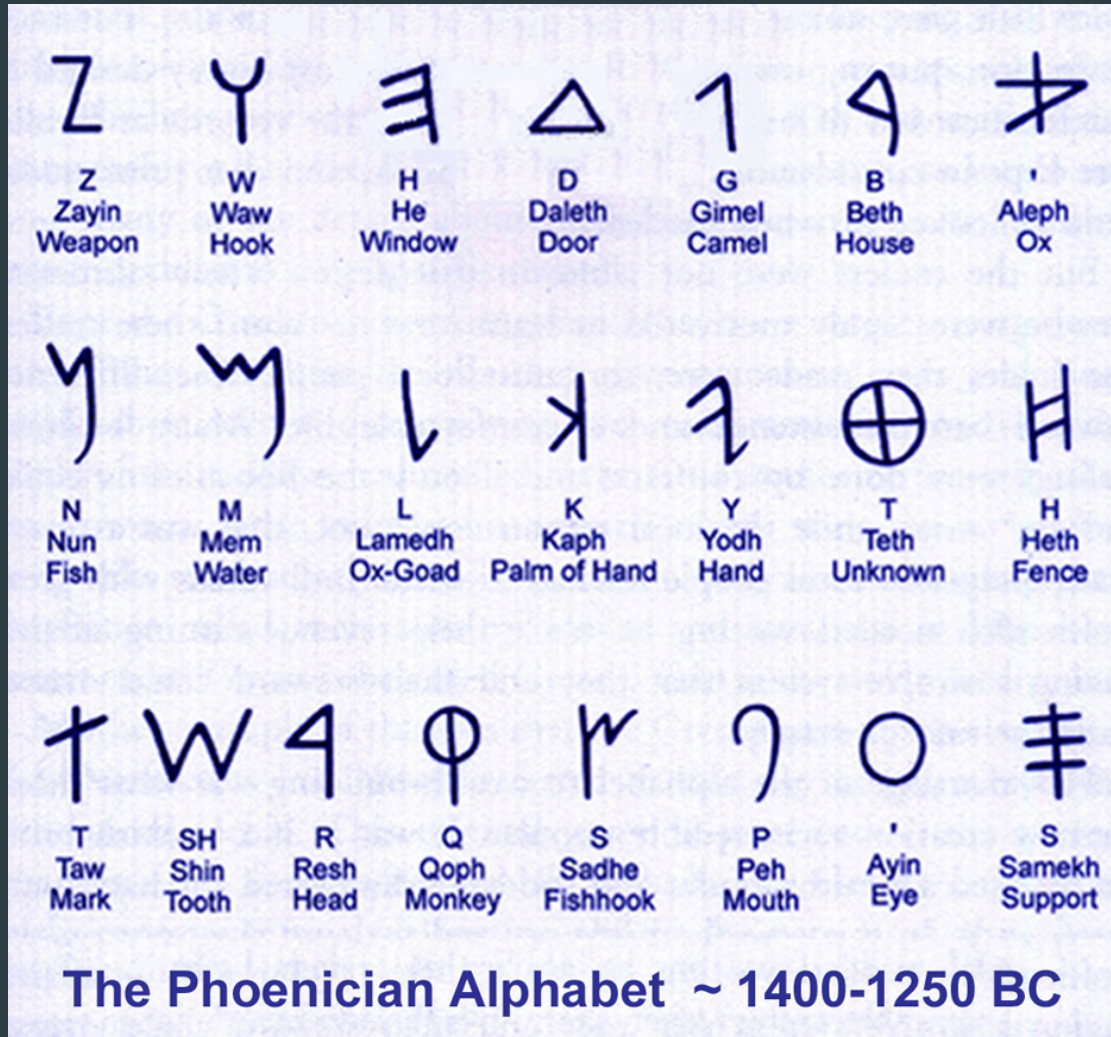 𐤀 𐤁 𐤂 𐤃 𐤄 𐤅 𐤆
Z W H D G B '
Zayin Waw He Daleth Gimel Beth Aleph
Weapon Hook Window Door Camel House Ox
𐤇 𐤈 𐤉 𐤊 𐤋 𐤌 𐤍
N M L K Y T H
Nun Mem Lamedh Kaph Yodh Teth Heth
Fish Water Ox-Goad Palm of Hand Hand Unknown Fence
𐤎 𐤏 𐤐 𐤑 𐤒 𐤓 𐤔 𐤕
T SH R Q S P ' S
Taw Shin Resh Qoph Sadhe Peh Ayin Samekh
Mark Tooth Head Monkey Fishhook Mouth Eye Support
The Phoenician Alphabet ~ 1400-1250 BC